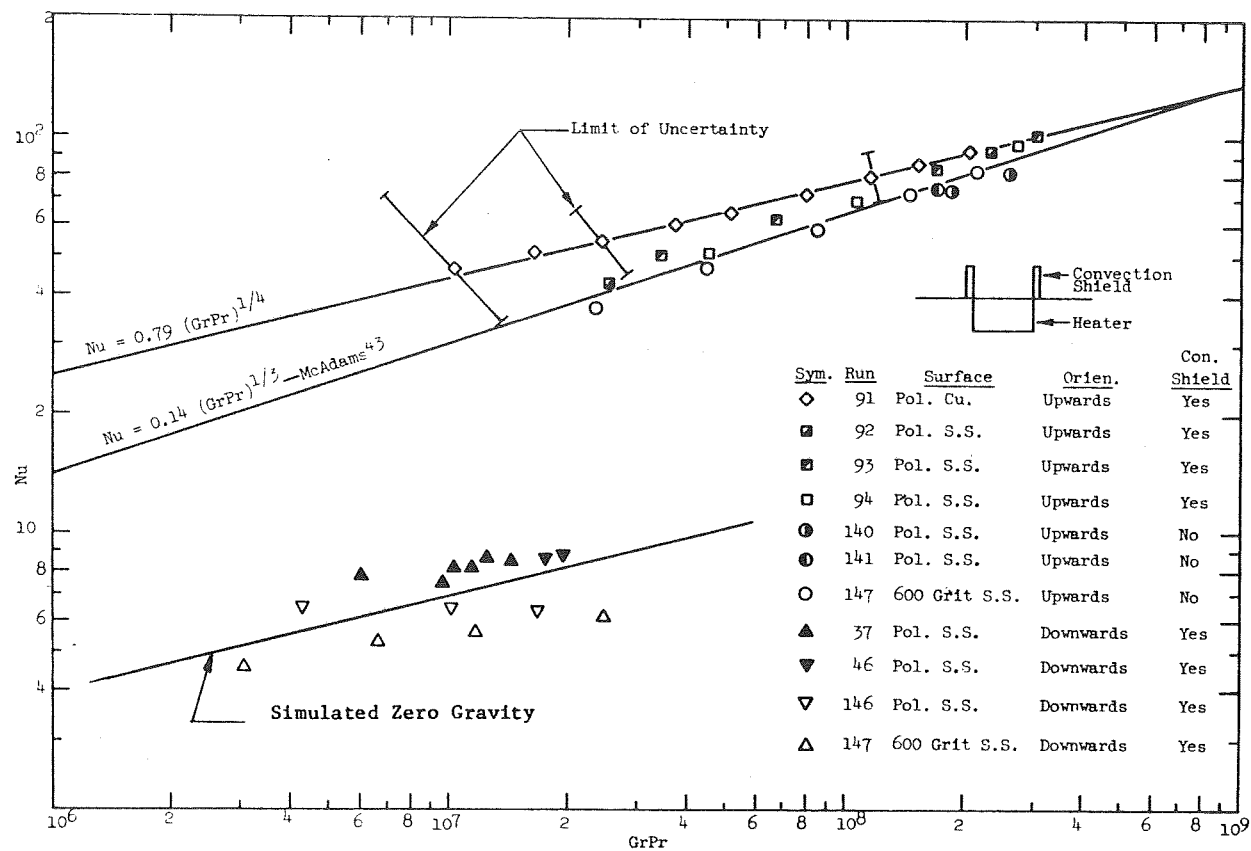 2
10²
8
6
4
2
10
8
6
4
Nu
Limit of Uncertainty
Nu = 0.79 (GrPr)^1/4
Nu = 0.14 (GrPr)^1/3—McAdams⁴³
Convection
Shield
Heater
Sym. Run Surface Orien. Con. Shield
91 Pol. Cu. Upwards Yes
92 Pol. S.S. Upwards Yes
93 Pol. S.S. Upwards Yes
94 Pol. S.S. Upwards Yes
140 Pol. S.S. Upwards No
141 Pol. S.S. Upwards No
147 600 Grit S.S. Upwards No
37 Pol. S.S. Downwards Yes
46 Pol. S.S. Downwards Yes
146 Pol. S.S. Downwards Yes
147 600 Grit S.S. Downwards Yes
Simulated Zero Gravity
10⁶ 2 4 6 8 10⁷ 2 4 6 8 10⁸ 2 4 6 8 10⁹
GrPr